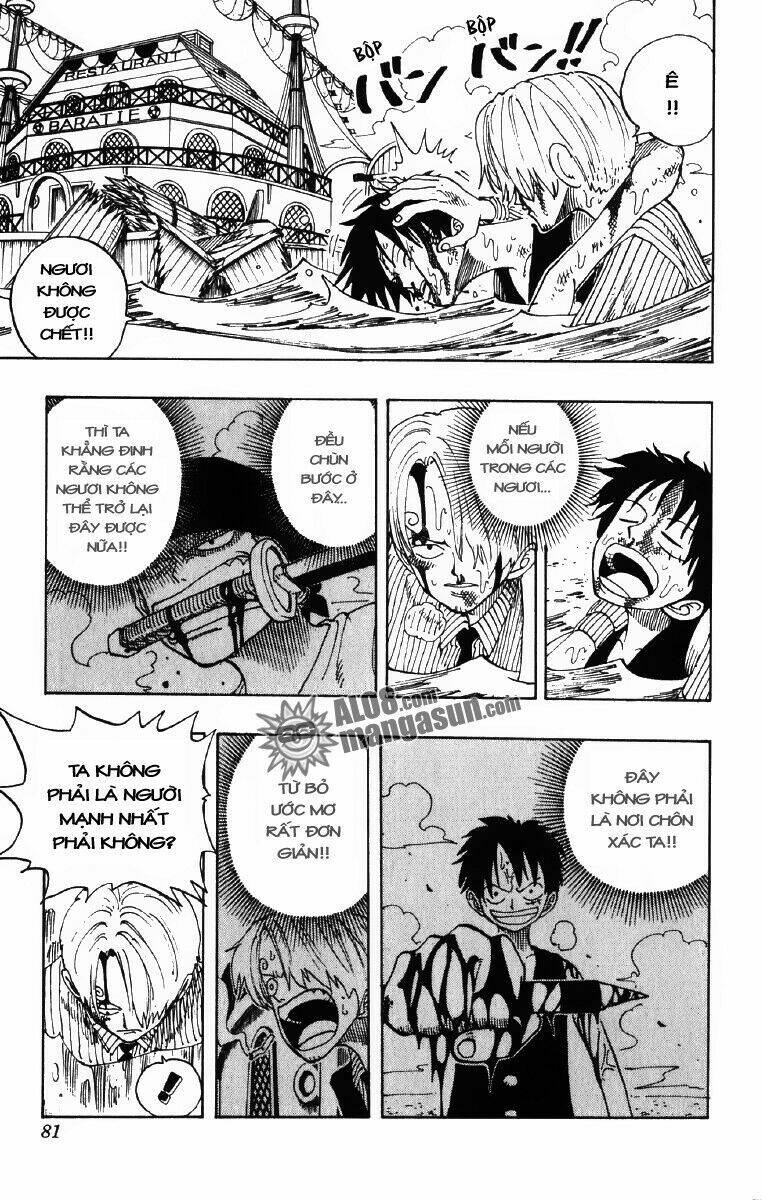 RESTAURANT
BARATIE
BỘP
バン
BỘP
バン!!
Ê
!!
NGƯƠI
KHÔNG
ĐƯỢC
CHẾT!!
NẾU
MỖI NGƯỜI
TRONG CÁC
NGƯƠI...
ĐỀU
CHÙN
BƯỚC Ở
ĐÂY...
THÌ TA
KHẲNG ĐINH
RẰNG CÁC
NGƯƠI KHÔNG
THỂ TRỞ LẠI
ĐÂY ĐƯỢC
NỮA!!
AL08.com
mangasun.com
ĐÂY
KHÔNG PHẢI
LÀ NƠI CHÔN
XÁC TA!!
TỪ BỎ
ƯỚC MƠ
RẤT ĐƠN
GIẢN!!
TA KHÔNG
PHẢI LÀ NGƯỜI
MẠNH NHẤT
PHẢI KHÔNG?
!
81